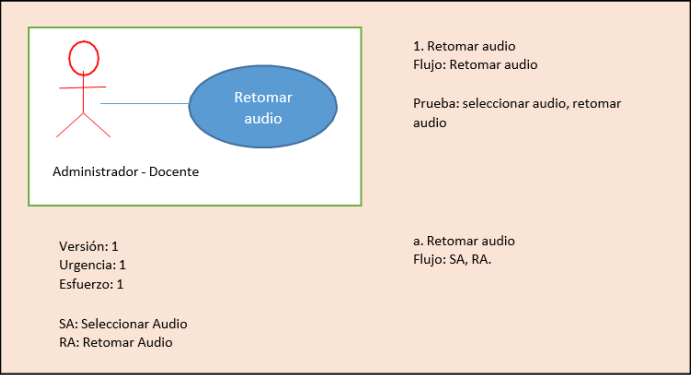 Retomar
audio
Administrador - Docente
Versión: 1
Urgencia: 1
Esfuerzo: 1
SA: Seleccionar Audio
RA: Retomar Audio
1. Retomar audio
Flujo: Retomar audio
Prueba: seleccionar audio, retomar
audio
a. Retomar audio
Flujo: SA, RA.